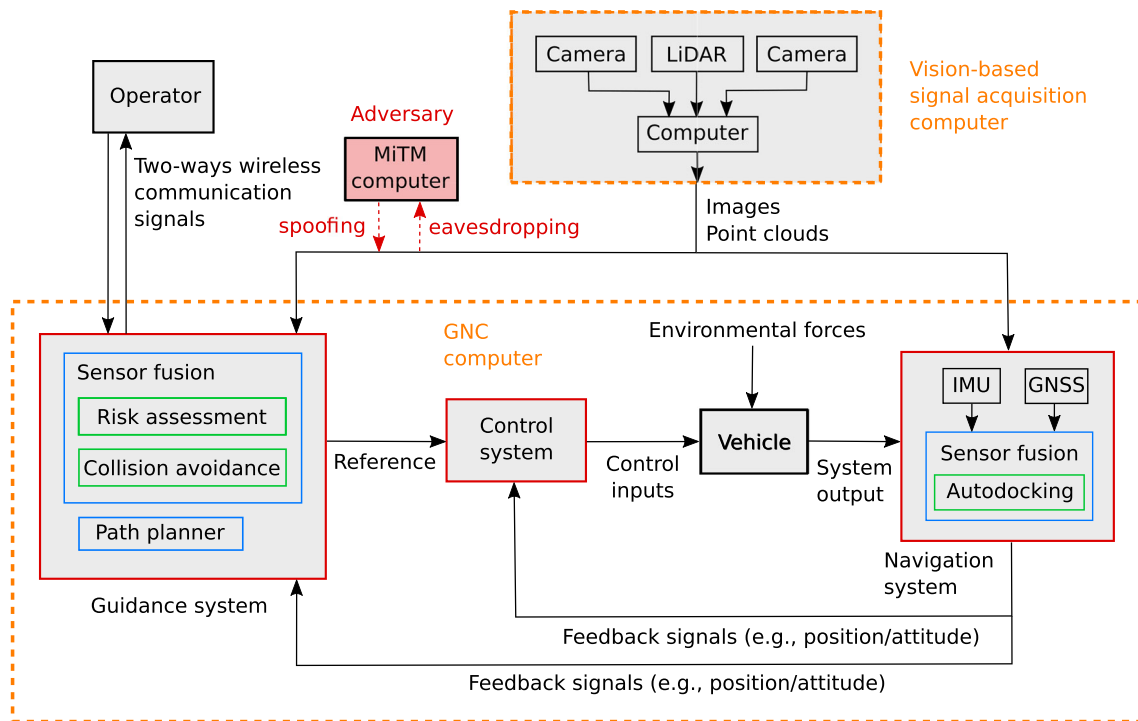 Camera
LiDAR
Camera
Computer
Vision-based
signal acquisition
computer
Operator
Adversary
MiTM
computer
Two-ways wireless
communication
signals
spoofing
eavesdropping
Images
Point clouds
GNC
computer
Environmental forces
Sensor fusion
Risk assessment
Collision avoidance
Path planner
Guidance system
Reference
Control
system
Control
inputs
Vehicle
System
output
IMU
GNSS
Sensor fusion
Autodocking
Navigation
system
Feedback signals (e.g., position/attitude)
Feedback signals (e.g., position/attitude)